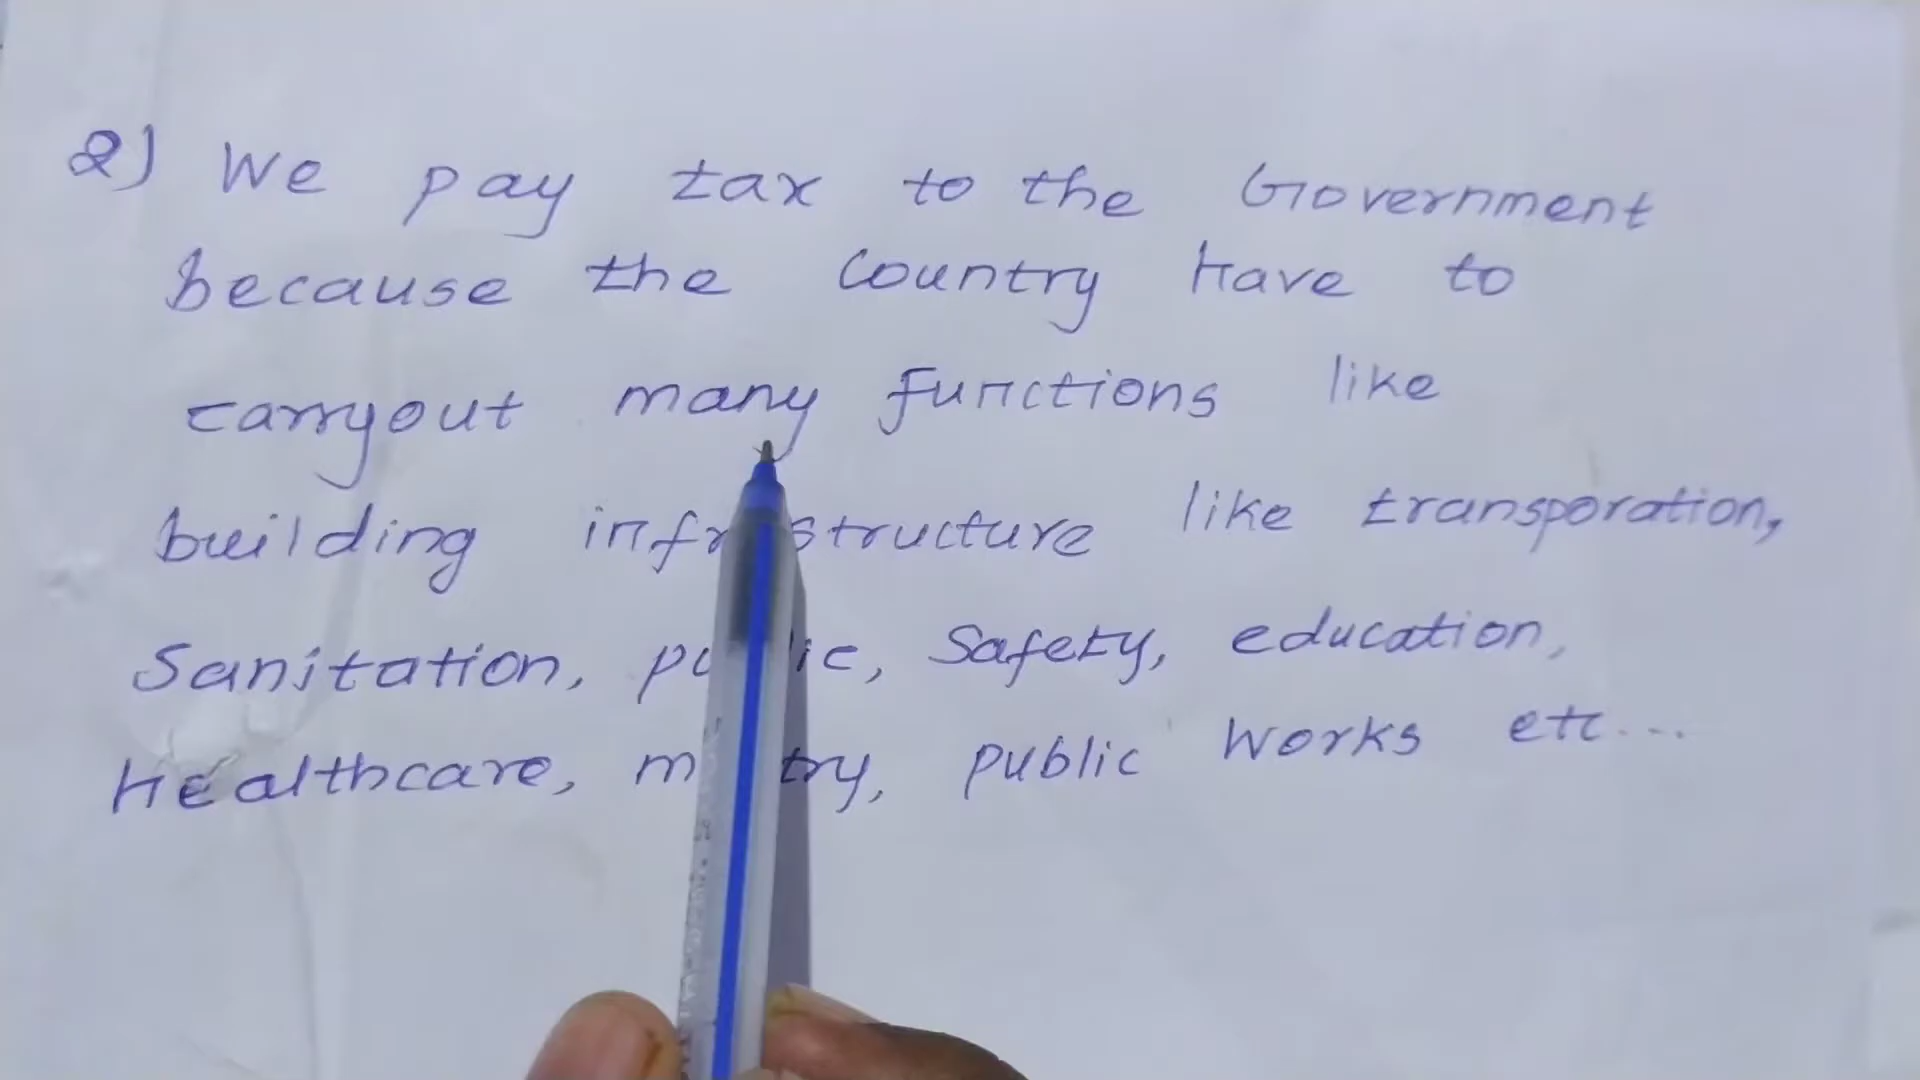 2) We pay tax to the Government
because the Country have to
carryout many functions like
building infrastructure like transporation,
Sanitation, Safety, education,
Healthcare, public works etc...